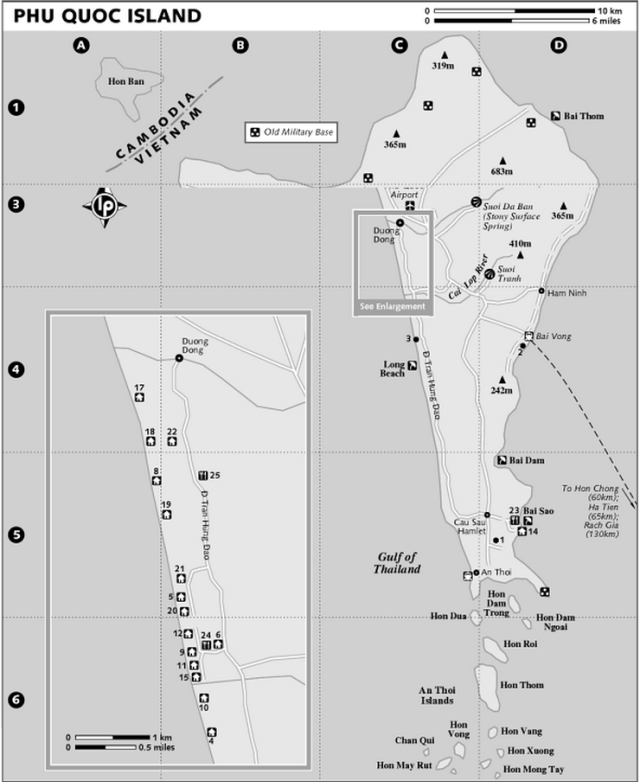 PHU QUOC ISLAND
0 10 km
0 6 miles
A
B
C
D
1
3
4
5
6
Hon Ban
CAMBODIA
VIETNAM
Old Military Base
319m
365m
Bai Thom
683m
Airport
Duong
Dong
Suoi Da Ban
(Stony Surface
Spring)
365m
410m
Suoi
Tranh
Cai Lap River
See Enlargement
Ham Ninh
3
Bai Vong
2
Long
Beach
Đ Tran Hung Dao
242m
Bai Dam
To Hon Chong
(60km);
Ha Tien
(65km);
Rach Gia
(130km)
23
Bai Sao
14
Cau Sau
Hamlet
1
Gulf of
Thailand
An Thoi
Hon
Dam
Trong
Hon Dua
Hon Dam
Ngoai
Hon Roi
Hon Thom
An Thoi
Islands
Hon
Vong
Hon Vang
Chan Qui
Hon Xuong
Hon May Rut
Hon Mong Tay
Duong
Dong
17
18
22
8
25
19
Đ Tran Hung Dao
21
5
20
12
24
6
9
11
15
10
4
0 1 km
0 0.5 miles
lp